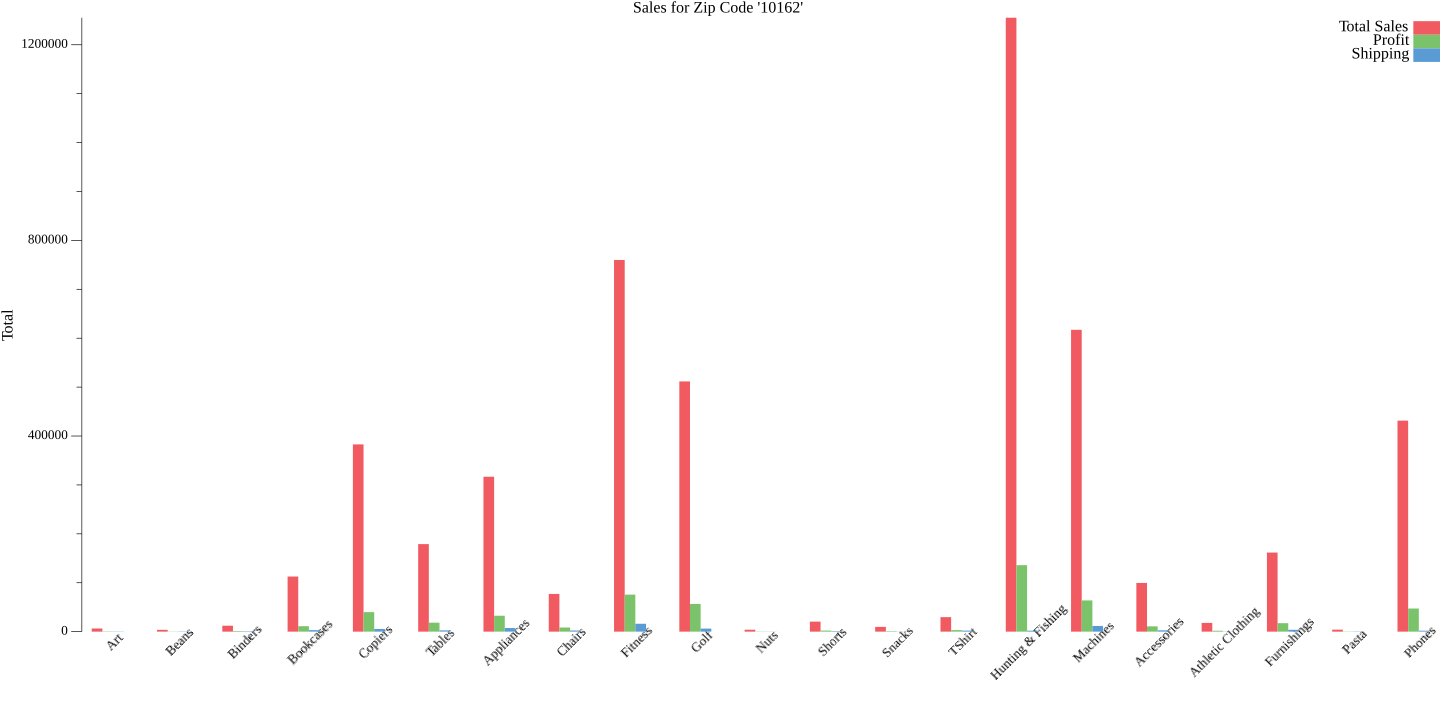 Sales for Zip Code '10162'
Total Sales
Profit
Shipping
1200000
800000
400000
0
Total
Art
Beans
Binders
Bookcases
Copiers
Tables
Appliances
Chairs
Fitness
Golf
Nuts
Shorts
Snacks
TShirt
Hunting & Fishing
Machines
Accessories
Athletic Clothing
Furnishings
Pasta
Phones